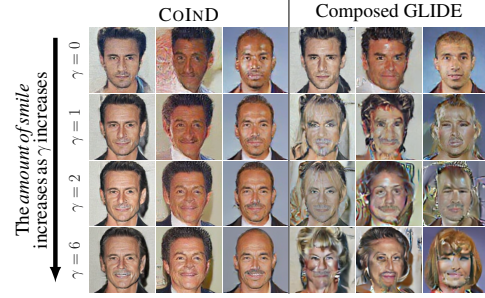 COIND
Composed GLIDE
The amount of smile
increases as γ increases
γ = 0
γ = 1
γ = 2
γ = 6